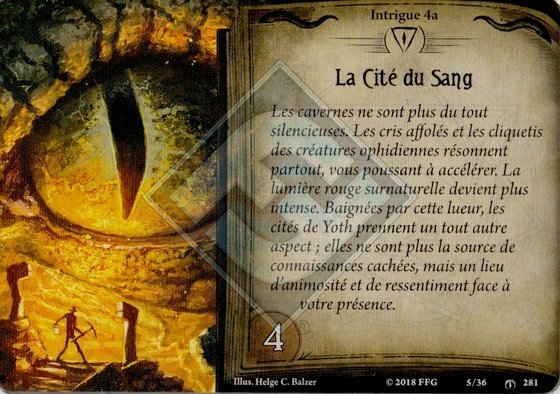 Intrigue 4a
La Cité du Sang
Les cavernes ne sont plus du tout
silencieuses. Les cris affolés et les cliquetis
des créatures ophidiennes résonnent
partout, vous poussant à accélérer. La
lumière rouge surnaturelle devient plus
intense. Baignées par cette lueur, les
cités de Yoth prennent un tout autre
aspect ; elles ne sont plus la source de
connaissances cachées, mais un lieu
d'animosité et de ressentiment face à
votre présence.
4
Illus. Helge C. Balzer © 2018 FFG 5/36 281